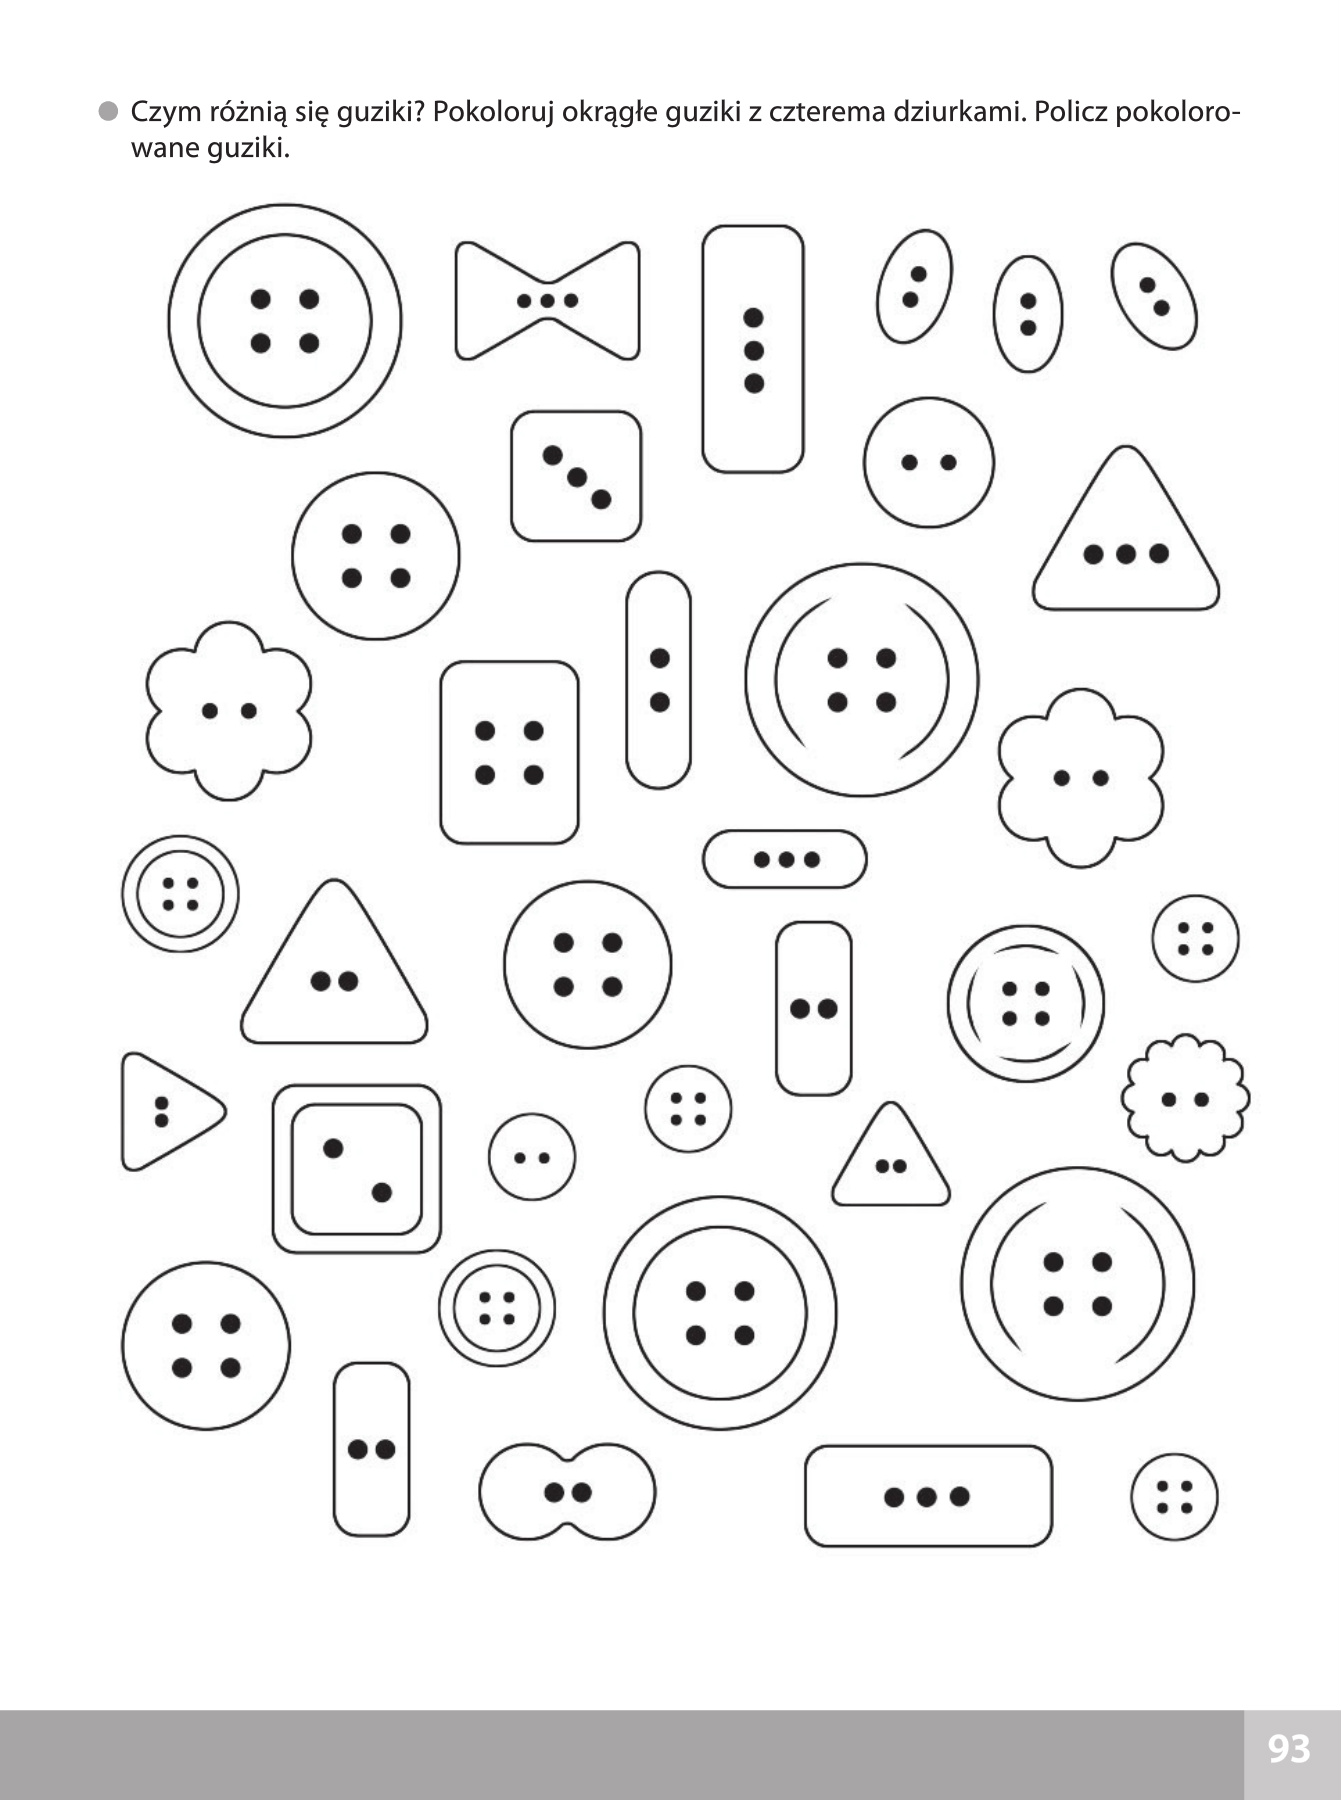 Czym różnią się guziki? Pokoloruj okrągłe guziki z czterema dziurkami. Policz pokoloro-
wane guziki.
93